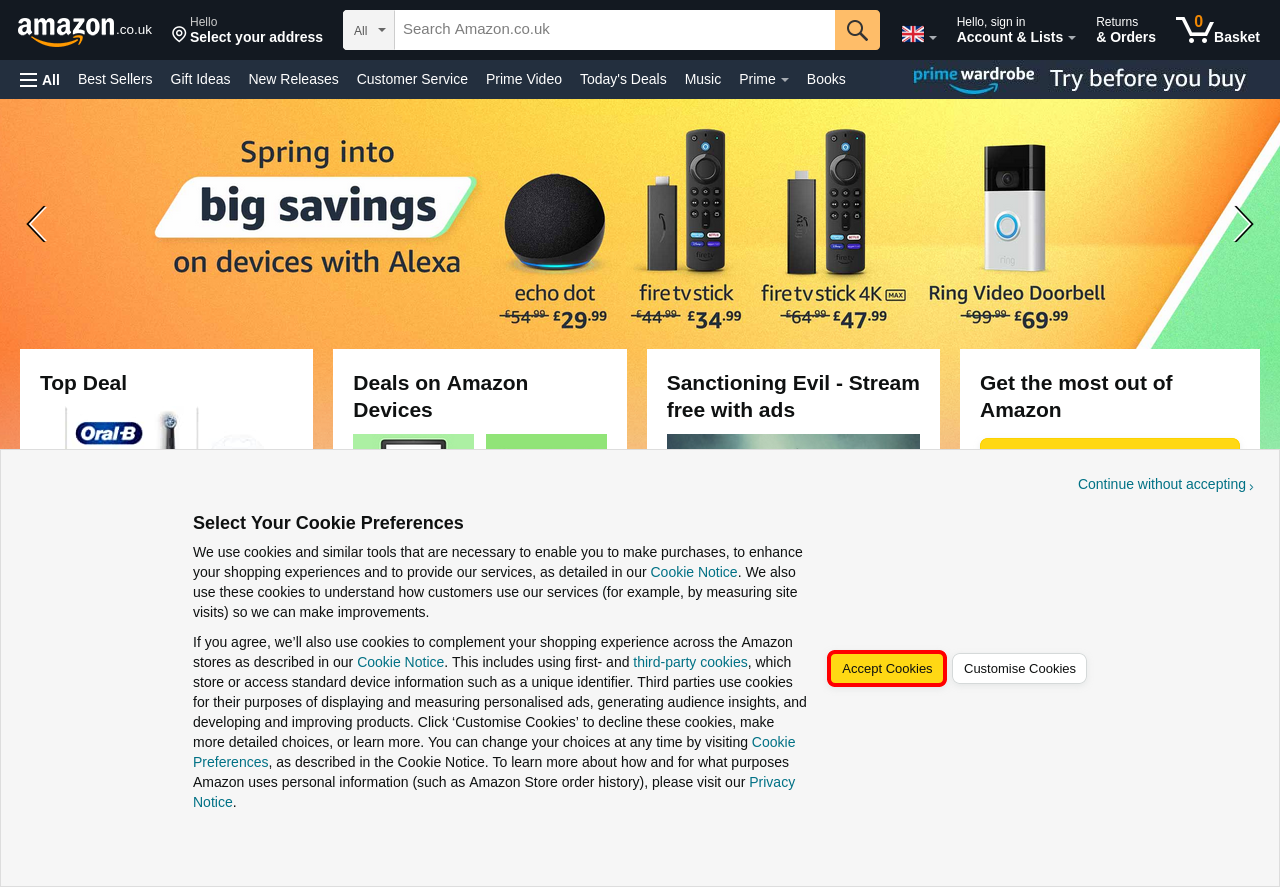 amazon.co.uk
Hello
Select your address
All
Search Amazon.co.uk
Hello, sign in
Account & Lists
Returns
& Orders
0
Basket
All
Best Sellers
Gift Ideas
New Releases
Customer Service
Prime Video
Today's Deals
Music
Prime
Books
prime wardrobe Try before you buy
Spring into
big savings
on devices with Alexa
echo dot
£54.99 £29.99
fire tv stick
£44.99 £34.99
fire tv stick 4K MAX
£64.99 £47.99
Ring Video Doorbell
£99.99 £69.99
Top Deal
Oral-B
Deals on Amazon
Devices
Sanctioning Evil - Stream
free with ads
Get the most out of
Amazon
Continue without accepting ›
Select Your Cookie Preferences
We use cookies and similar tools that are necessary to enable you to make purchases, to enhance
your shopping experiences and to provide our services, as detailed in our Cookie Notice. We also
use these cookies to understand how customers use our services (for example, by measuring site
visits) so we can make improvements.
If you agree, we’ll also use cookies to complement your shopping experience across the Amazon
stores as described in our Cookie Notice. This includes using first- and third-party cookies, which
store or access standard device information such as a unique identifier. Third parties use cookies
for their purposes of displaying and measuring personalised ads, generating audience insights, and
developing and improving products. Click ‘Customise Cookies’ to decline these cookies, make
more detailed choices, or learn more. You can change your choices at any time by visiting Cookie
Preferences, as described in the Cookie Notice. To learn more about how and for what purposes
Amazon uses personal information (such as Amazon Store order history), please visit our Privacy
Notice.
Accept Cookies
Customise Cookies